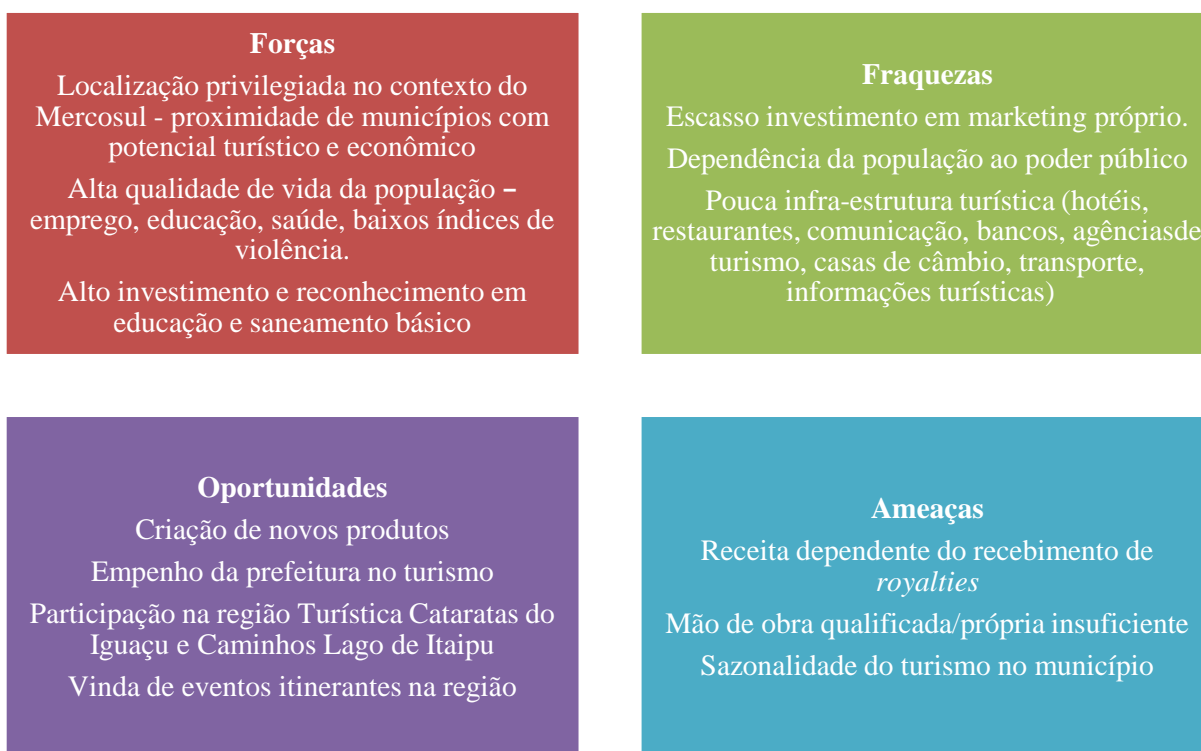 Forças
Localização privilegiada no contexto do
Mercosul - proximidade de municípios com
potencial turístico e econômico
Alta qualidade de vida da população –
emprego, educação, saúde, baixos índices de
violência.
Alto investimento e reconhecimento em
educação e saneamento básico
Fraquezas
Escasso investimento em marketing próprio.
Dependência da população ao poder público
Pouca infra-estrutura turística (hotéis,
restaurantes, comunicação, bancos, agênciasde
turismo, casas de câmbio, transporte,
informações turísticas)
Oportunidades
Criação de novos produtos
Empenho da prefeitura no turismo
Participação na região Turística Cataratas do
Iguaçu e Caminhos Lago de Itaipu
Vinda de eventos itinerantes na região
Ameaças
Receita dependente do recebimento de
royalties
Mão de obra qualificada/própria insuficiente
Sazonalidade do turismo no município